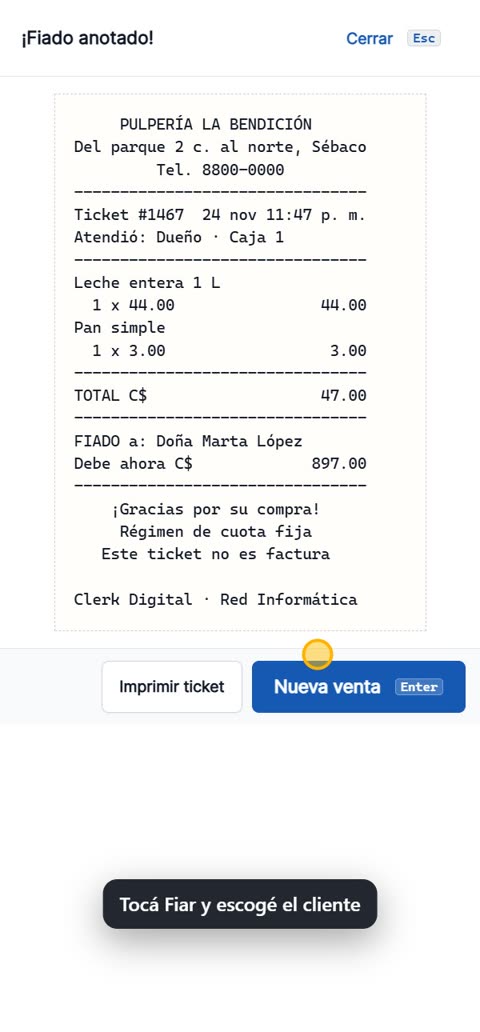 ¡Fiado anotado!
Cerrar Esc
PULPERÍA LA BENDICIÓN
Del parque 2 c. al norte, Sébaco
Tel. 8800-0000
--------------------------------
Ticket #1467 24 nov 11:47 p. m.
Atendió: Dueño · Caja 1
--------------------------------
Leche entera 1 L
1 x 44.00 44.00
Pan simple
1 x 3.00 3.00
--------------------------------
TOTAL C$ 47.00
--------------------------------
FIADO a: Doña Marta López
Debe ahora C$ 897.00
--------------------------------
¡Gracias por su compra!
Régimen de cuota fija
Este ticket no es factura
Clerk Digital · Red Informática
Imprimir ticket
Nueva venta Enter
Tocá Fiar y escogé el cliente